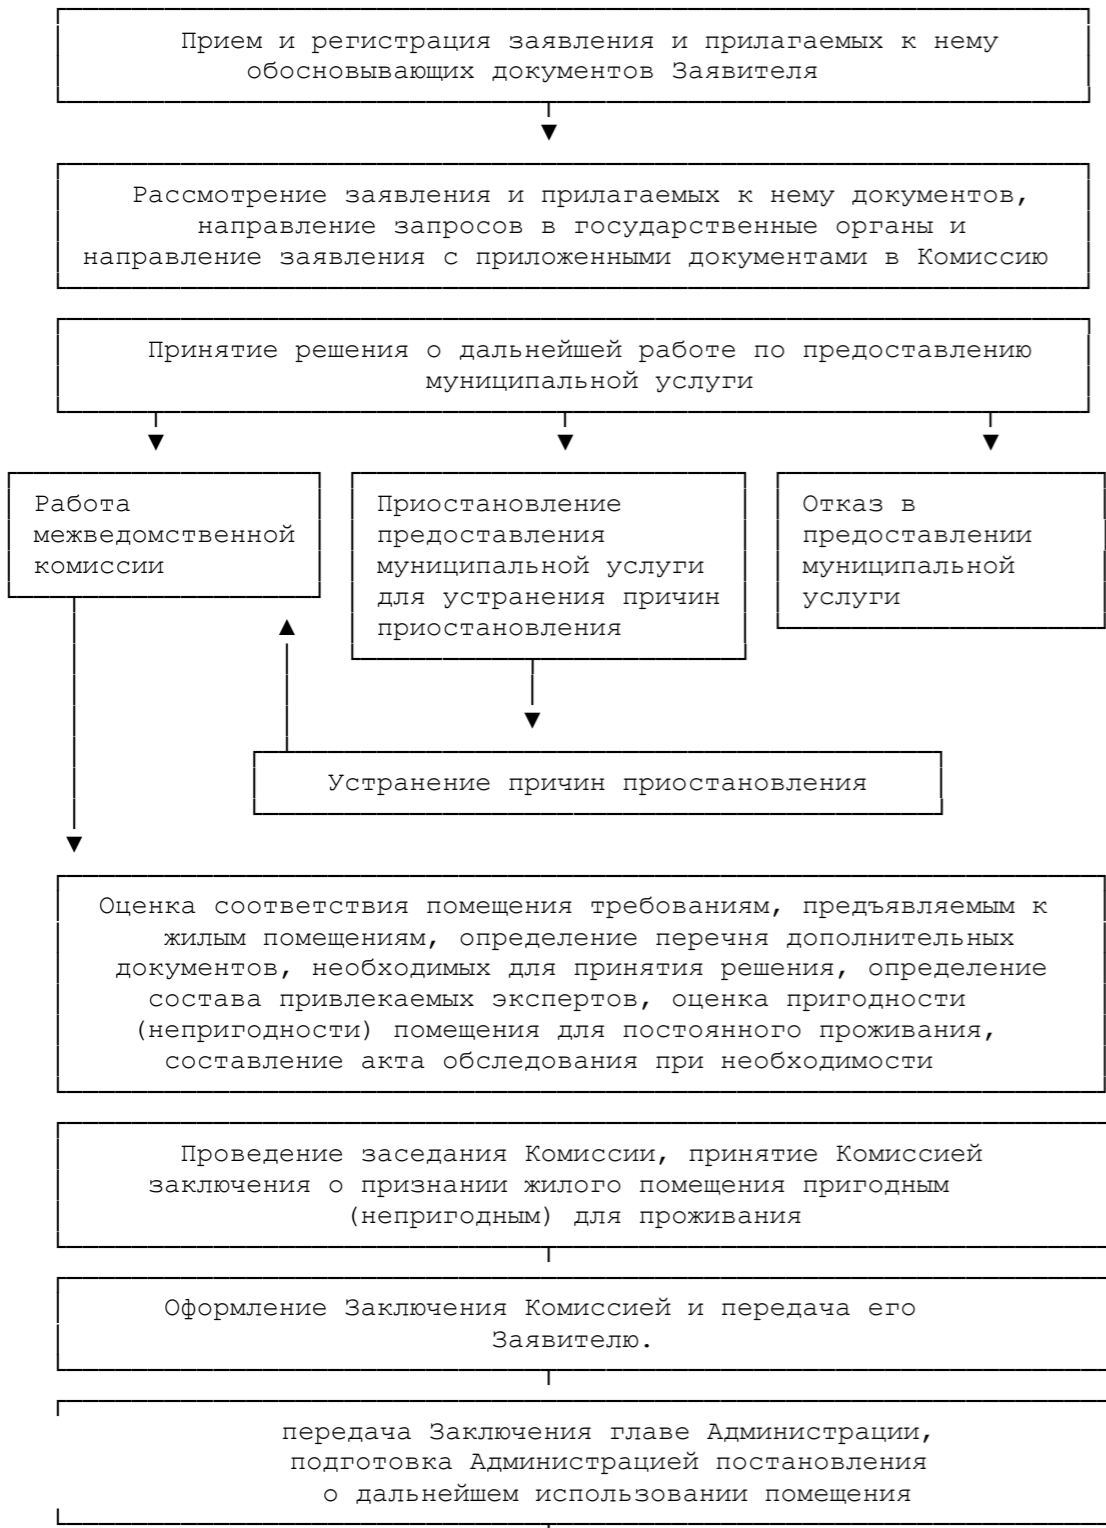 Прием и регистрация заявления и прилагаемых к нему
обосновывающих документов Заявителя
Рассмотрение заявления и прилагаемых к нему документов,
направление запросов в государственные органы и
направление заявления с приложенными документами в Комиссию
Принятие решения о дальнейшей работе по предоставлению
муниципальной услуги
Работа
межведомственной
комиссии
Приостановление
предоставления
муниципальной услуги
для устранения причин
приостановления
Отказ в
предоставлении
муниципальной
услуги
Устранение причин приостановления
Оценка соответствия помещения требованиям, предъявляемым к
жилым помещениям, определение перечня дополнительных
документов, необходимых для принятия решения, определение
состава привлекаемых экспертов, оценка пригодности
(непригодности) помещения для постоянного проживания,
составление акта обследования при необходимости
Проведение заседания Комиссии, принятие Комиссией
заключения о признании жилого помещения пригодным
(непригодным) для проживания
Оформление Заключения Комиссией и передача его
Заявителю.
передача Заключения главе Администрации,
подготовка Администрацией постановления
о дальнейшем использовании помещения